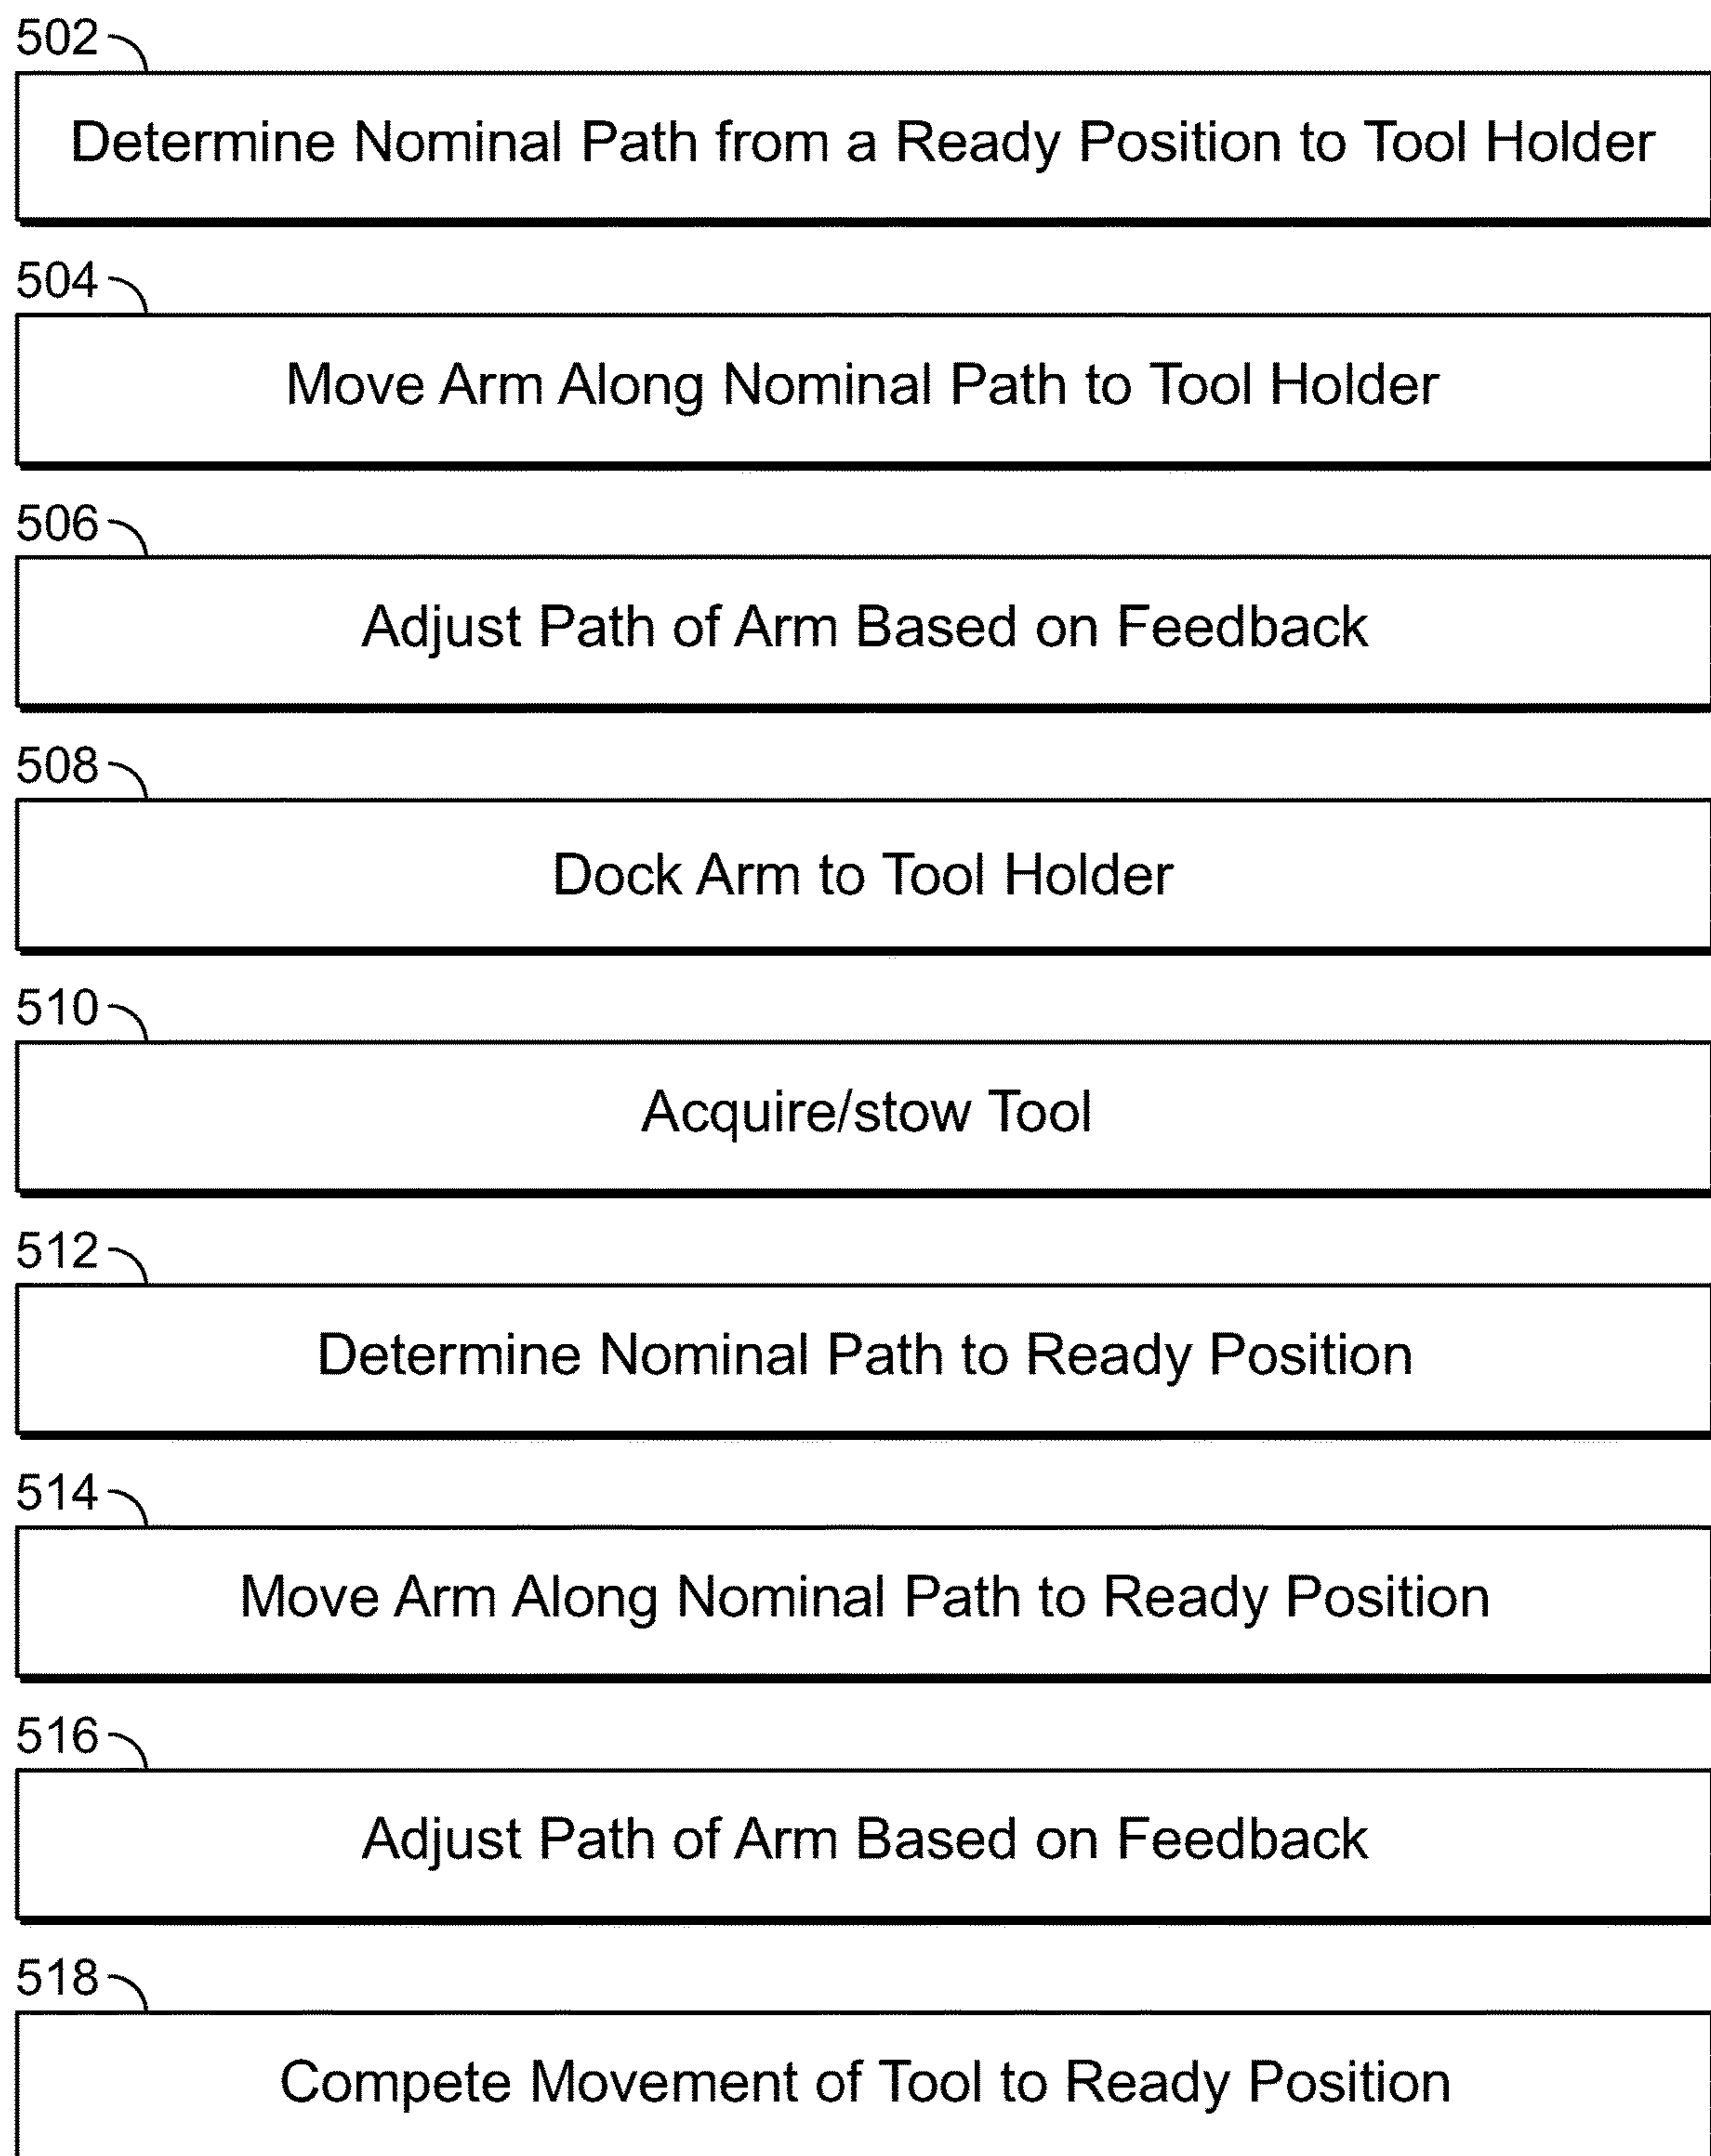 502
Determine Nominal Path from a Ready Position to Tool Holder
504
Move Arm Along Nominal Path to Tool Holder
506
Adjust Path of Arm Based on Feedback
508
Dock Arm to Tool Holder
510
Acquire/stow Tool
512
Determine Nominal Path to Ready Position
514
Move Arm Along Nominal Path to Ready Position
516
Adjust Path of Arm Based on Feedback
518
Compete Movement of Tool to Ready Position